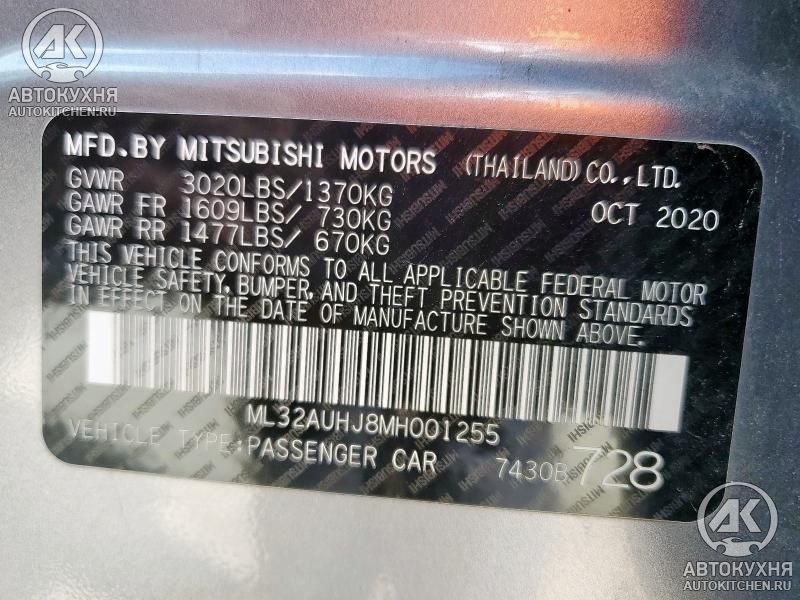 АВТОКУХНЯ
AUTOKITCHEN.RU
MFD.BY MITSUBISHI MOTORS (THAILAND) CO.,LTD.
GVWR 3020LBS/1370KG OCT 2020
GAWR FR 1609LBS/ 730KG
GAWR RR 1477LBS/ 670KG
THIS VEHICLE CONFORMS TO ALL APPLICABLE FEDERAL MOTOR
VEHICLE SAFETY, BUMPER, AND THEFT PREVENTION STANDARDS
IN EFFECT ON THE DATE OF MANUFACTURE SHOWN ABOVE.
ML32AUHJ8MH001255
VEHICLE TYPE:PASSENGER CAR 7430B728
АВТОКУХНЯ
AUTOKITCHEN.RU